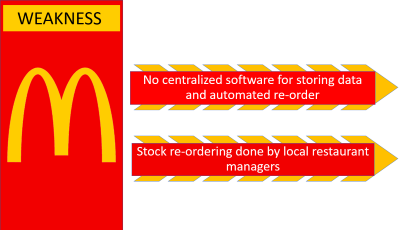 WEAKNESS
No centralized software for storing data
and automated re-order
Stock re-ordering done by local restaurant
managers